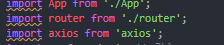 import App from './App';
import router from './router';
import axios from 'axios';